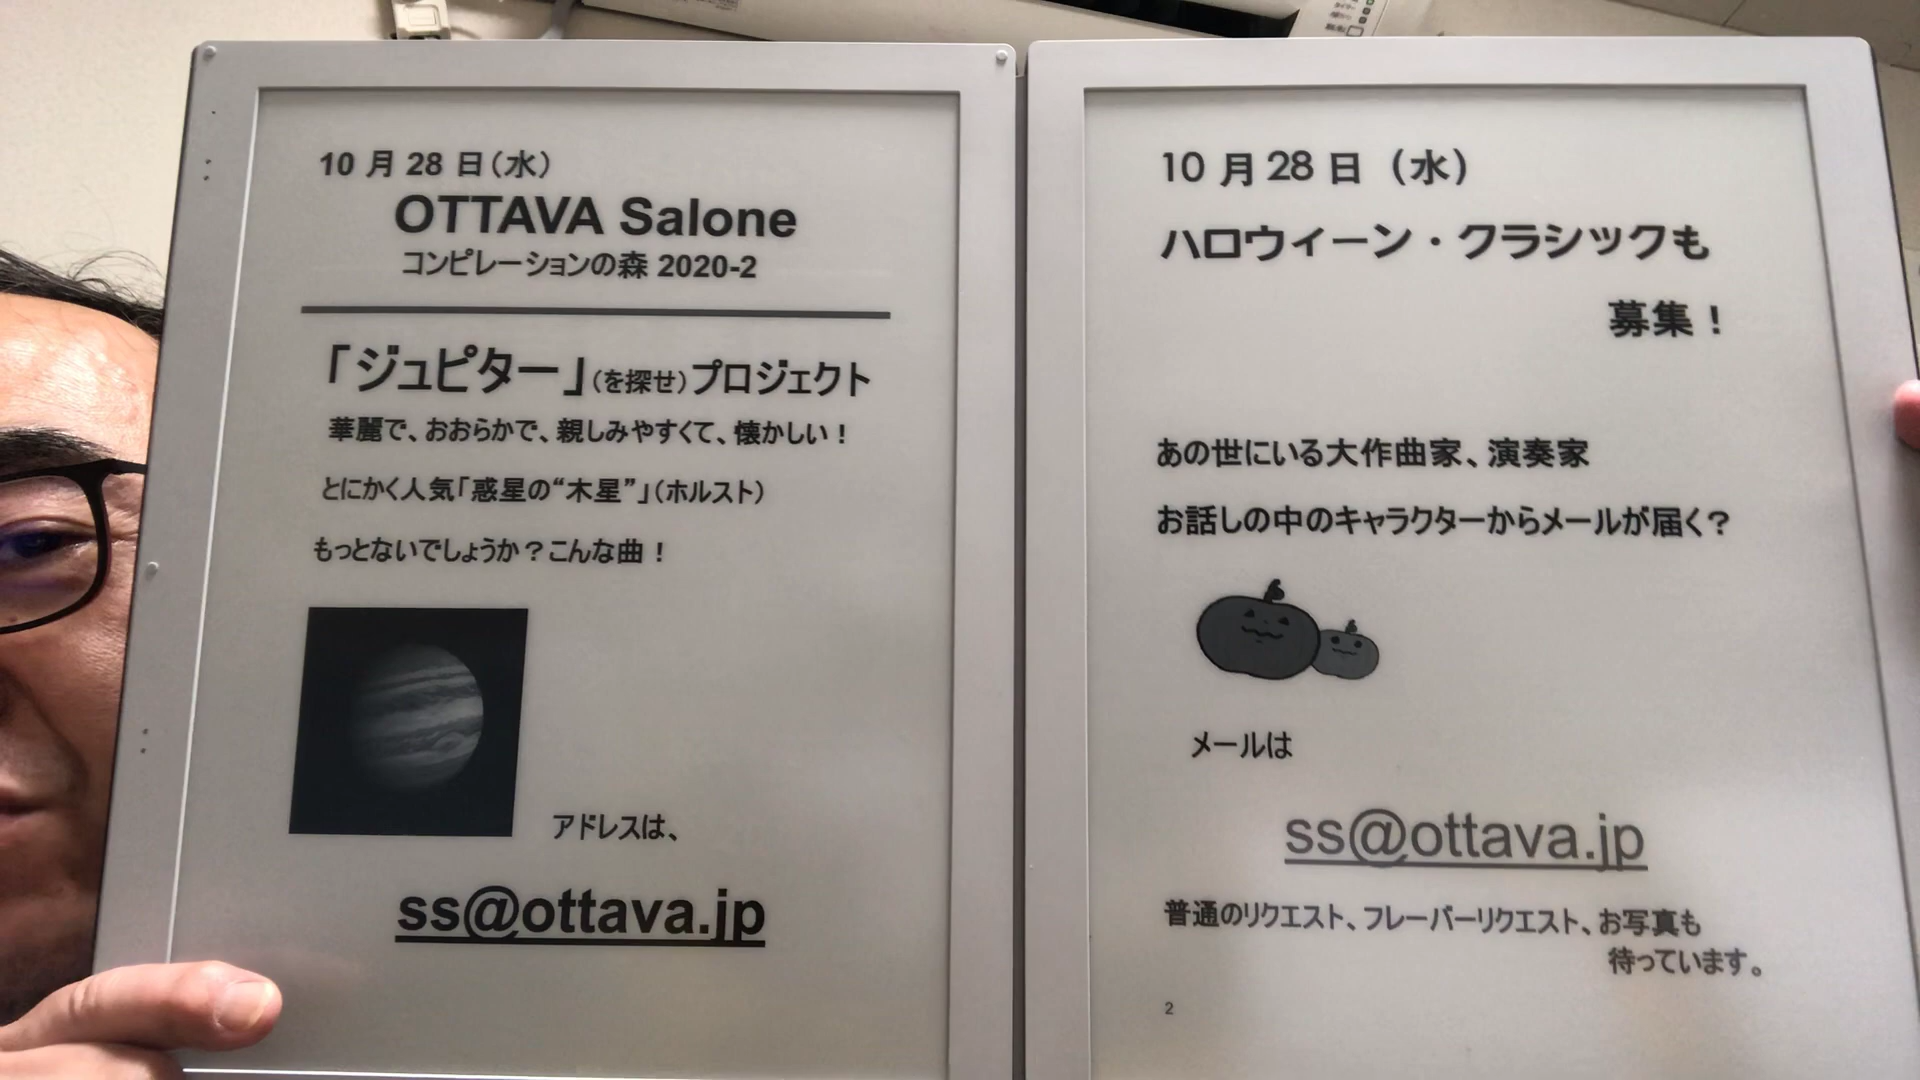 10 月 28 日（水）
OTTAVA Salone
コンピレーションの森 2020-2
「ジュピター」（を探せ）プロジェクト
華麗で、おおらかで、親しみやすくて、懐かしい！
とにかく人気「惑星の“木星”」（ホルスト）
もっとないでしょうか？こんな曲！
アドレスは、
ss@ottava.jp
10 月 28 日（水）
ハロウィーン・クラシックも
募集！
あの世にいる大作曲家、演奏家
お話しの中のキャラクターからメールが届く？
メールは
ss@ottava.jp
普通のリクエスト、フレーバーリクエスト、お写真も
待っています。
2